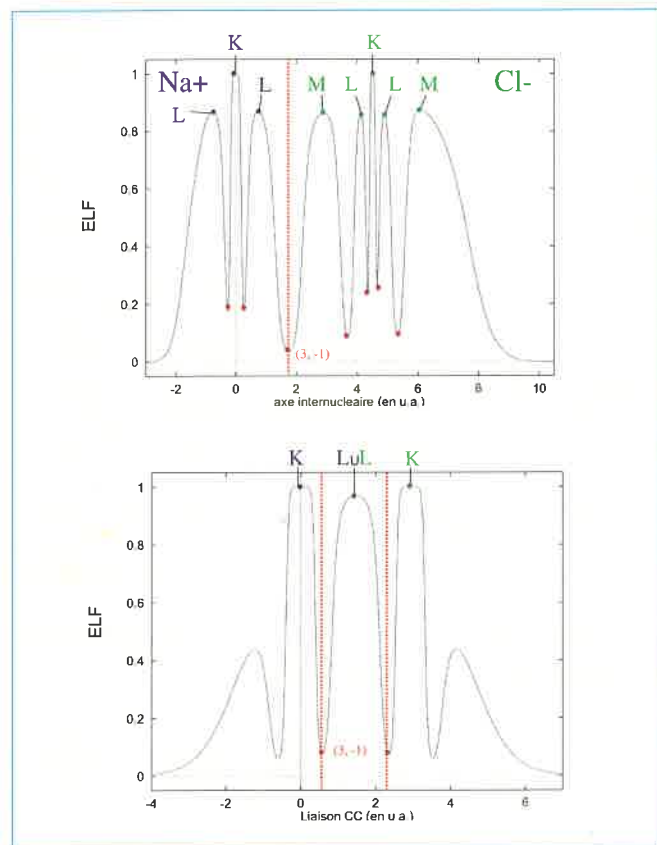 K K
Na+ Cl-
L L M L L M
1
0.8
0.6
0.4
0.2
0
ELF
(3, -1)
-2 0 2 4 6 8 10
axe internucleaire (en u.a.)
K LuL K
1
0.8
0.6
0.4
0.2
0
ELF
(3, -1)
-4 -2 0 2 4 6
Liaison CC (en u.a.)